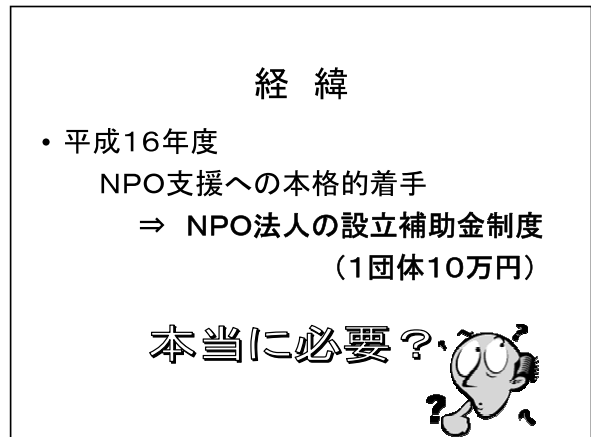 経 緯
• 平成16年度
NPO支援への本格的着手
⇒ NPO法人の設立補助金制度
（1団体10万円）
本当に必要？
?
?
?
?